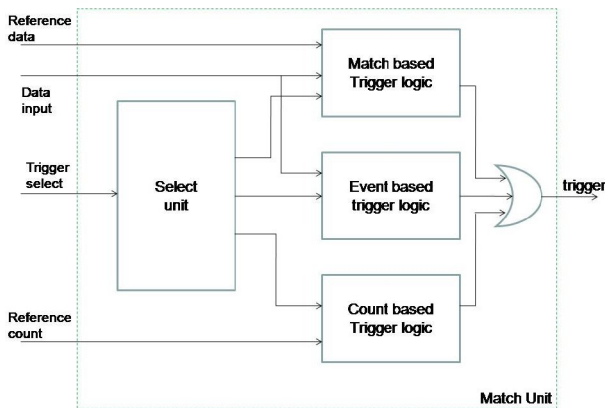 Reference
data
Data
input
Trigger
select
Reference
count
Select
unit
Match based
Trigger logic
Event based
trigger logic
Count based
Trigger logic
trigger
Match Unit